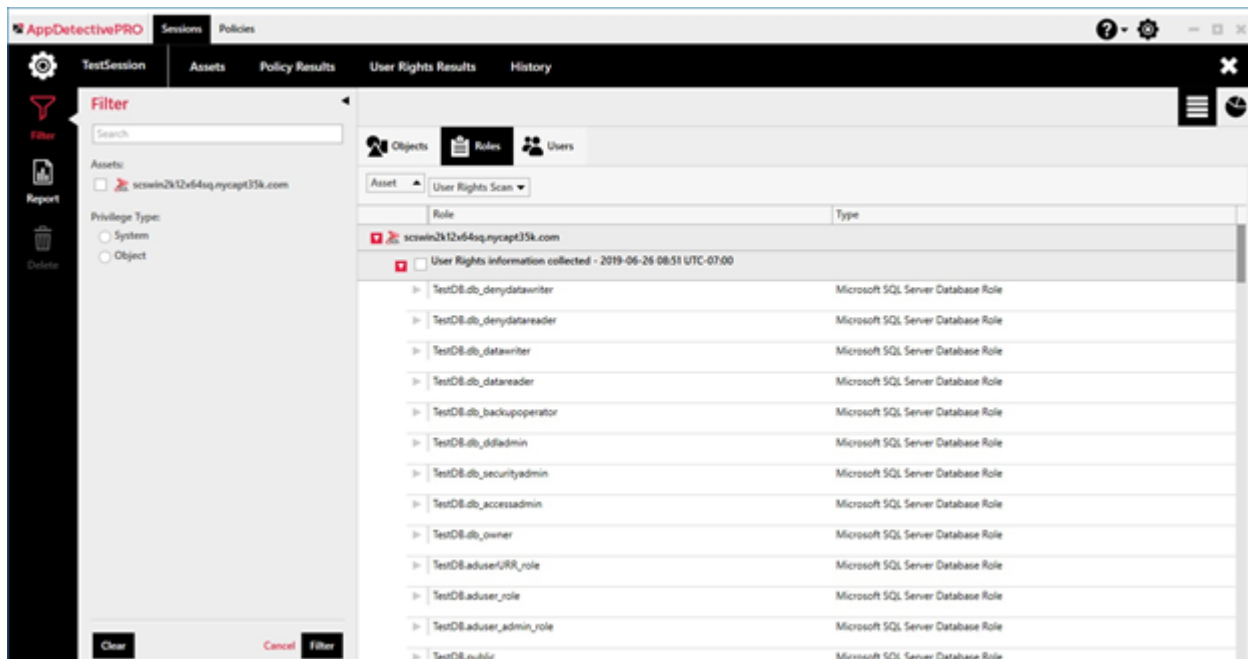 AppDetectivePRO Sessions Policies
TestSession Assets Policy Results User Rights Results History
Filter
Filter
Search
Assets:
scswin2k12x64sq.nycapt35k.com
Report
Privilege Type:
System
Object
Delete
Clear Cancel Filter
Objects Roles Users
Asset User Rights Scan
Role Type
scswin2k12x64sq.nycapt35k.com
User Rights information collected - 2019-06-26 08:51 UTC-07:00
TestDB.db_denydatawriter Microsoft SQL Server Database Role
TestDB.db_denydatareader Microsoft SQL Server Database Role
TestDB.db_datawriter Microsoft SQL Server Database Role
TestDB.db_datareader Microsoft SQL Server Database Role
TestDB.db_backupoperator Microsoft SQL Server Database Role
TestDB.db_ddladmin Microsoft SQL Server Database Role
TestDB.db_securityadmin Microsoft SQL Server Database Role
TestDB.db_accessadmin Microsoft SQL Server Database Role
TestDB.db_owner Microsoft SQL Server Database Role
TestDB.aduserURR_role Microsoft SQL Server Database Role
TestDB.aduser_role Microsoft SQL Server Database Role
TestDB.aduser_admin_role Microsoft SQL Server Database Role
TestDB.public Microsoft SQL Server Database Role